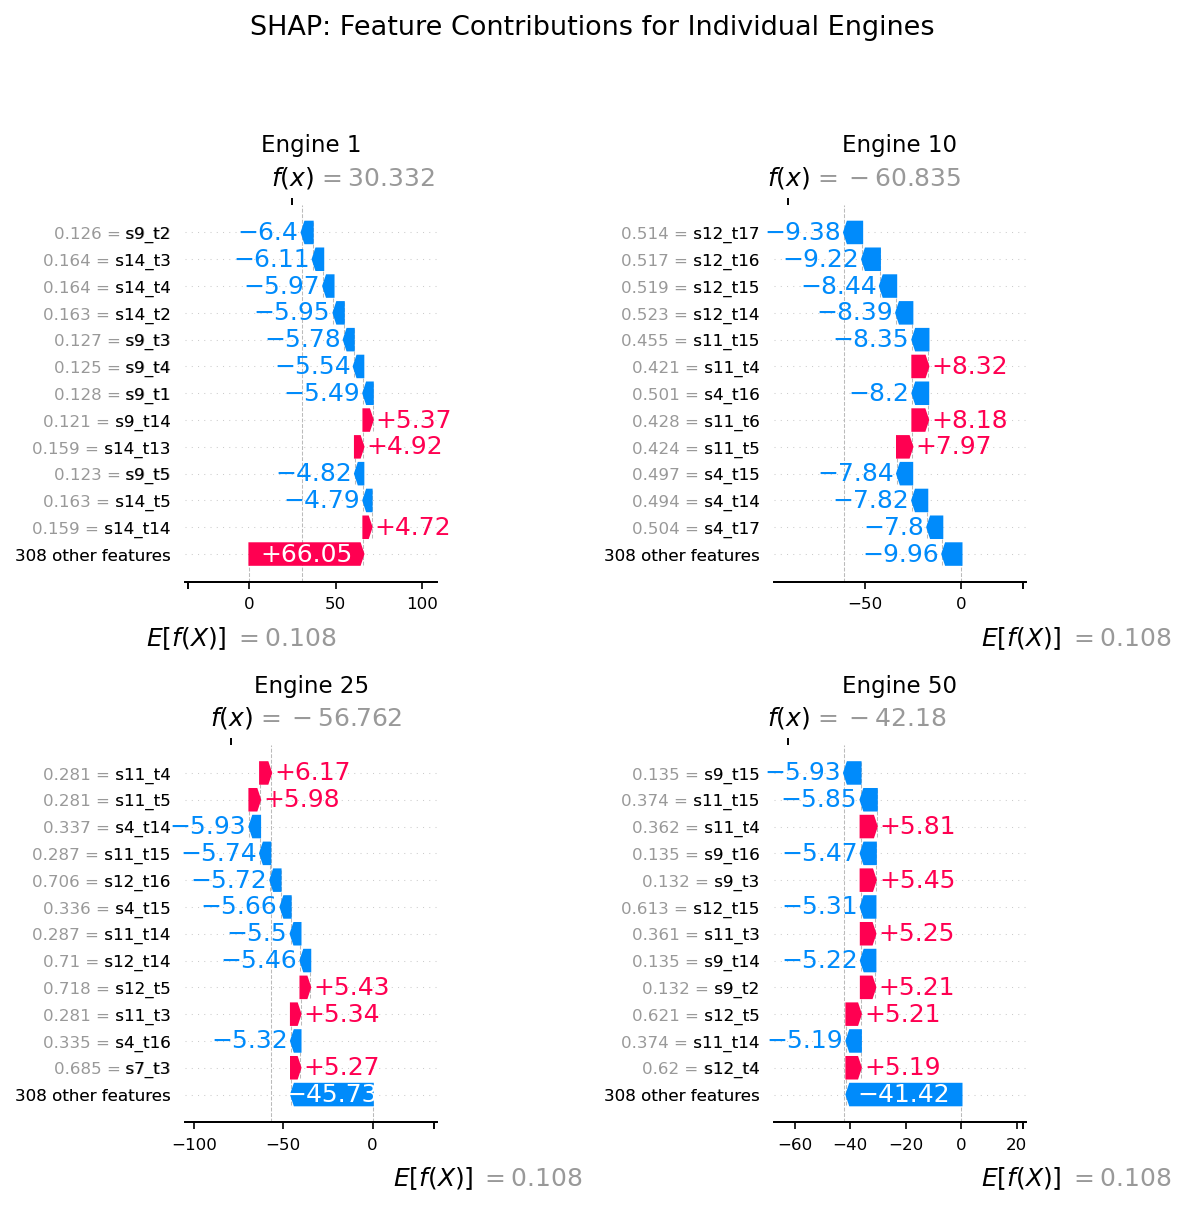 SHAP: Feature Contributions for Individual Engines
Engine 1
f(x) = 30.332
0.126 = s9_t2 −6.4
0.164 = s14_t3 −6.11
0.164 = s14_t4 −5.97
0.163 = s14_t2 −5.95
0.127 = s9_t3 −5.78
0.125 = s9_t4 −5.54
0.128 = s9_t1 −5.49
0.121 = s9_t14 +5.37
0.159 = s14_t13 +4.92
0.123 = s9_t5 −4.82
0.163 = s14_t5 −4.79
0.159 = s14_t14 +4.72
308 other features +66.05
0 50 100
E[f(X)] = 0.108
Engine 10
f(x) = −60.835
0.514 = s12_t17 −9.38
0.517 = s12_t16 −9.22
0.519 = s12_t15 −8.44
0.523 = s12_t14 −8.39
0.455 = s11_t15 −8.35
0.421 = s11_t4 +8.32
0.501 = s4_t16 −8.2
0.428 = s11_t6 +8.18
0.424 = s11_t5 +7.97
0.497 = s4_t15 −7.84
0.494 = s4_t14 −7.82
0.504 = s4_t17 −7.8
308 other features −9.96
−50 0
E[f(X)] = 0.108
Engine 25
f(x) = −56.762
0.281 = s11_t4 +6.17
0.281 = s11_t5 +5.98
0.337 = s4_t14 −5.93
0.287 = s11_t15 −5.74
0.706 = s12_t16 −5.72
0.336 = s4_t15 −5.66
0.287 = s11_t14 −5.5
0.71 = s12_t14 −5.46
0.718 = s12_t5 +5.43
0.281 = s11_t3 +5.34
0.335 = s4_t16 −5.32
0.685 = s7_t3 +5.27
308 other features −45.73
−100 −50 0
E[f(X)] = 0.108
Engine 50
f(x) = −42.18
0.135 = s9_t15 −5.93
0.374 = s11_t15 −5.85
0.362 = s11_t4 +5.81
0.135 = s9_t16 −5.47
0.132 = s9_t3 +5.45
0.613 = s12_t15 −5.31
0.361 = s11_t3 +5.25
0.135 = s9_t14 −5.22
0.132 = s9_t2 +5.21
0.621 = s12_t5 +5.21
0.374 = s11_t14 −5.19
0.62 = s12_t4 +5.19
308 other features −41.42
−60 −40 −20 0 20
E[f(X)] = 0.108